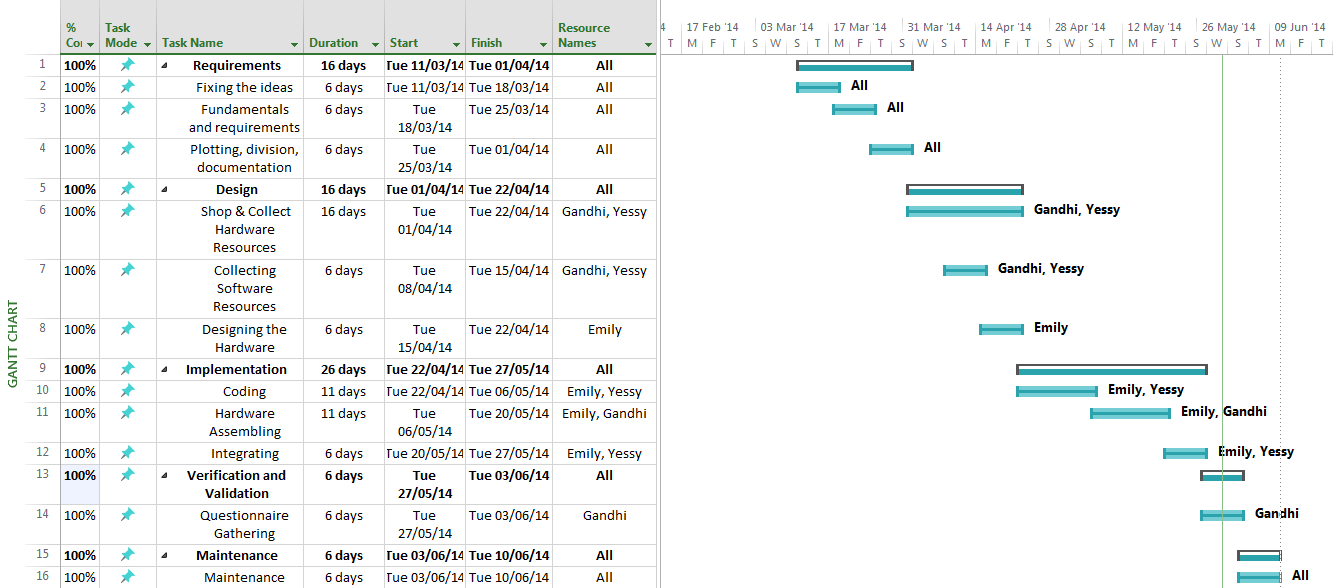 GANTT CHART
% Coı Task Mode Task Name Duration Start Finish Resource Names
4 17 Feb '14 03 Mar '14 17 Mar '14 31 Mar '14 14 Apr '14 28 Apr '14 12 May '14 26 May '14 09 Jun '14
T M F T S W S T M F T S W S T M F T S W S T M F T S W S T M F T
1 100% Requirements 16 days Tue 11/03/14 Tue 01/04/14 All
2 100% Fixing the ideas 6 days Tue 11/03/14 Tue 18/03/14 All All
3 100% Fundamentals and requirements 6 days Tue 18/03/14 Tue 25/03/14 All All
4 100% Plotting, division, documentation 6 days Tue 25/03/14 Tue 01/04/14 All All
5 100% Design 16 days Tue 01/04/14 Tue 22/04/14 All
6 100% Shop & Collect Hardware Resources 16 days Tue 01/04/14 Tue 22/04/14 Gandhi, Yessy Gandhi, Yessy
7 100% Collecting Software Resources 6 days Tue 08/04/14 Tue 15/04/14 Gandhi, Yessy Gandhi, Yessy
8 100% Designing the Hardware 6 days Tue 15/04/14 Tue 22/04/14 Emily Emily
9 100% Implementation 26 days Tue 22/04/14 Tue 27/05/14 All
10 100% Coding 11 days Tue 22/04/14 Tue 06/05/14 Emily, Yessy Emily, Yessy
11 100% Hardware Assembling 11 days Tue 06/05/14 Tue 20/05/14 Emily, Gandhi Emily, Gandhi
12 100% Integrating 6 days Tue 20/05/14 Tue 27/05/14 Emily, Yessy Emily, Yessy
13 100% Verification and Validation 6 days Tue 27/05/14 Tue 03/06/14 All
14 100% Questionnaire Gathering 6 days Tue 27/05/14 Tue 03/06/14 Gandhi Gandhi
15 100% Maintenance 6 days Tue 03/06/14 Tue 10/06/14 All
16 100% Maintenance 6 days Tue 03/06/14 Tue 10/06/14 All All